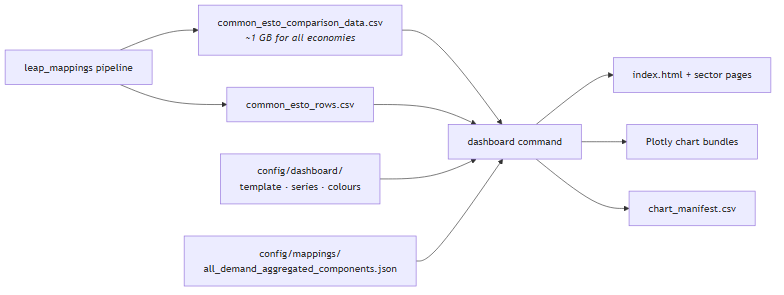 common_esto_comparison_data.csv
~1 GB for all economies
leap_mappings pipeline
index.html + sector pages
common_esto_rows.csv
dashboard command
Plotly chart bundles
config/dashboard/
template · series · colours
chart_manifest.csv
config/mappings/
all_demand_aggregated_components.json